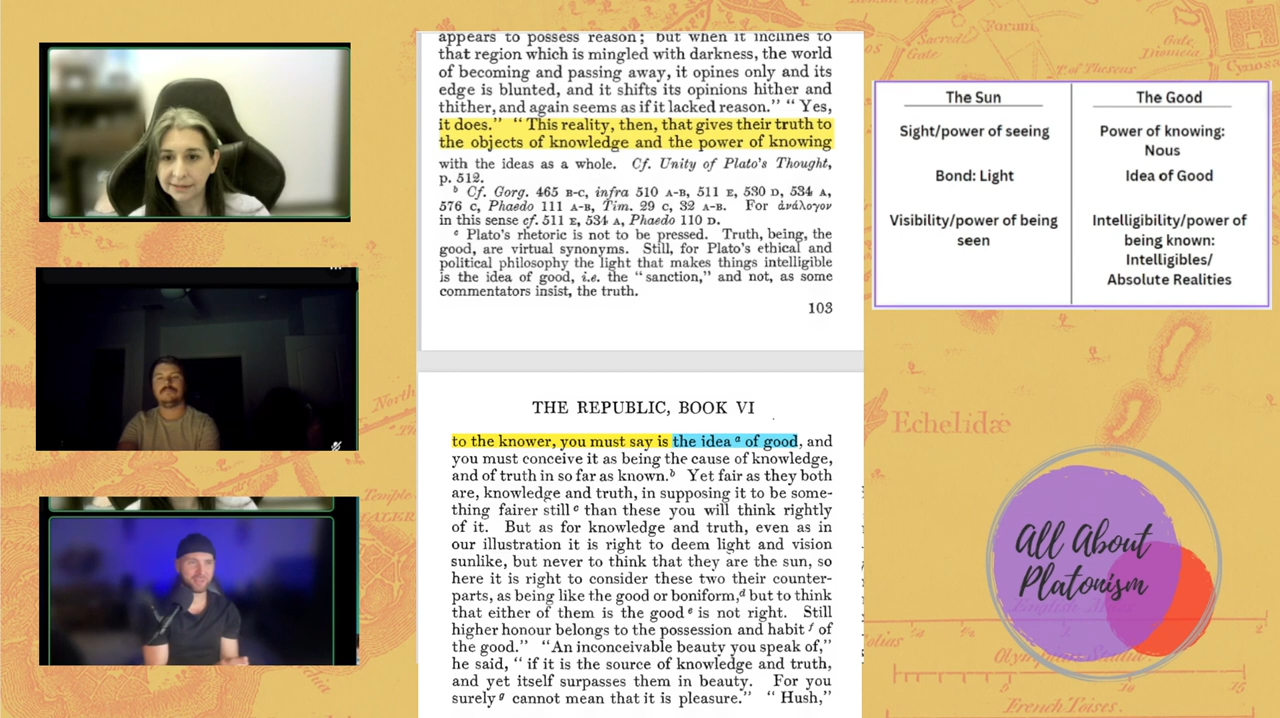 appears to possess reason; but when it inclines to
that region which is mingled with darkness, the world
of becoming and passing away, it opines only and its
edge is blunted, and it shifts its opinions hither and
thither, and again seems as if it lacked reason.” “ Yes,
it does.” “ This reality, then, that gives their truth to
the objects of knowledge and the power of knowing
with the ideas as a whole. Cf. Unity of Plato's Thought,
p. 512.
b Cf. Gorg. 465 B-C, infra 510 A-B, 511 E, 530 D, 534 A,
576 C, Phaedo 111 A-B, Tim. 29 C, 32 A-B. For ἀνάλογον
in this sense cf. 511 E, 534 A, Phaedo 110 D.
c Plato's rhetoric is not to be pressed. Truth, being, the
good, are virtual synonyms. Still, for Plato's ethical and
political philosophy the light that makes things intelligible
is the idea of good, i.e. the “ sanction,” and not, as some
commentators insist, the truth.
103
THE REPUBLIC, BOOK VI
to the knower, you must say is the idea a of good, and
you must conceive it as being the cause of knowledge,
and of truth in so far as known.b Yet fair as they both
are, knowledge and truth, in supposing it to be some-
thing fairer still c than these you will think rightly
of it. But as for knowledge and truth, even as in
our illustration it is right to deem light and vision
sunlike, but never to think that they are the sun, so
here it is right to consider these two their counter-
parts, as being like the good or boniform,d but to think
that either of them is the good e is not right. Still
higher honour belongs to the possession and habit f of
the good.” “An inconceivable beauty you speak of,”
he said, “ if it is the source of knowledge and truth,
and yet itself surpasses them in beauty. For you
surely g cannot mean that it is pleasure.” “ Hush,”
The Sun
Sight/power of seeing
Bond: Light
Visibility/power of being
seen
The Good
Power of knowing:
Nous
Idea of Good
Intelligibility/power of
being known:
Intelligibles/
Absolute Realities
Forum
Sacred
Gate
Pt. of Theseus
Gate
Diomeia
Cynosa
Echelidæ
All About
Platonism
French Toises.
5
10
15